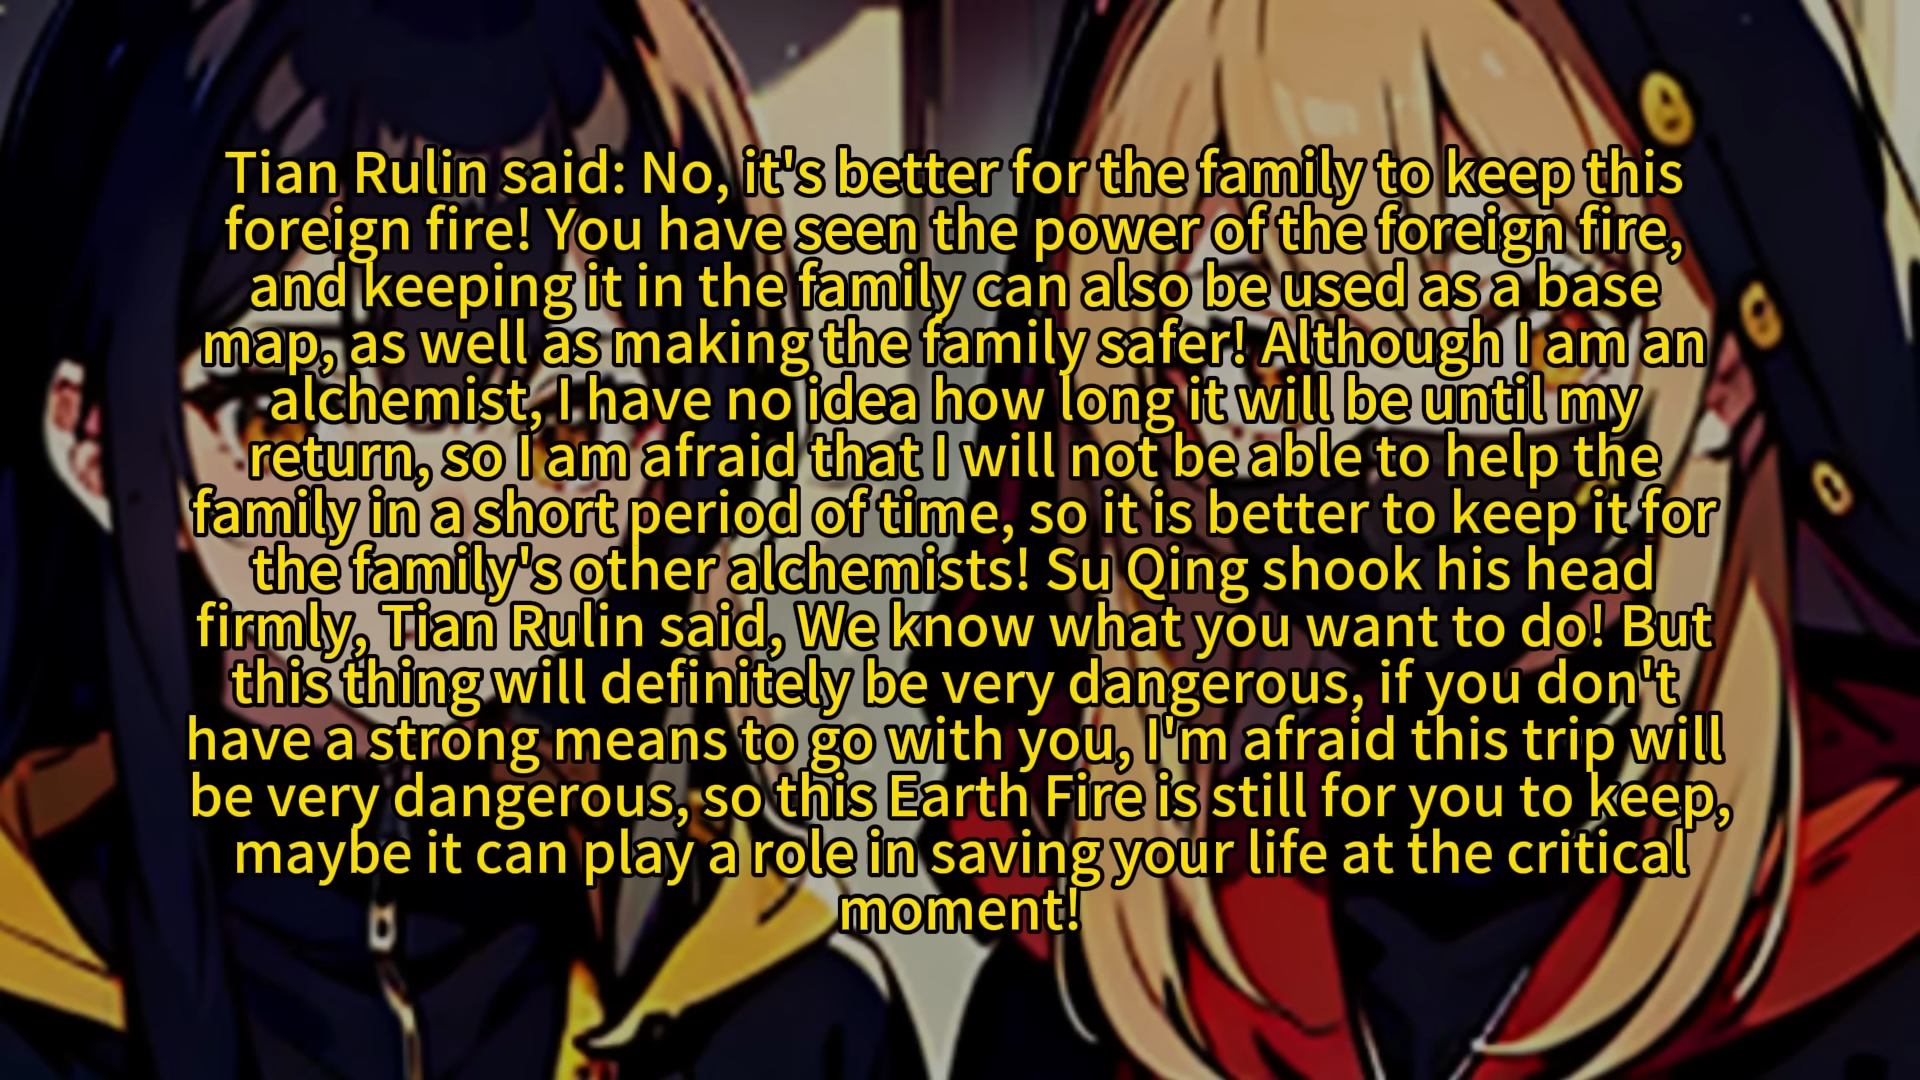 Tian Rulin said: No, it's better for the family to keep this
foreign fire! You have seen the power of the foreign fire,
and keeping it in the family can also be used as a base
map, as well as making the family safer! Although I am an
alchemist, I have no idea how long it will be until my
return, so I am afraid that I will not be able to help the
family in a short period of time, so it is better to keep it for
the family's other alchemists! Su Qing shook his head
firmly, Tian Rulin said, We know what you want to do! But
this thing will definitely be very dangerous, if you don't
have a strong means to go with you, I'm afraid this trip will
be very dangerous, so this Earth Fire is still for you to keep,
maybe it can play a role in saving your life at the critical
moment!